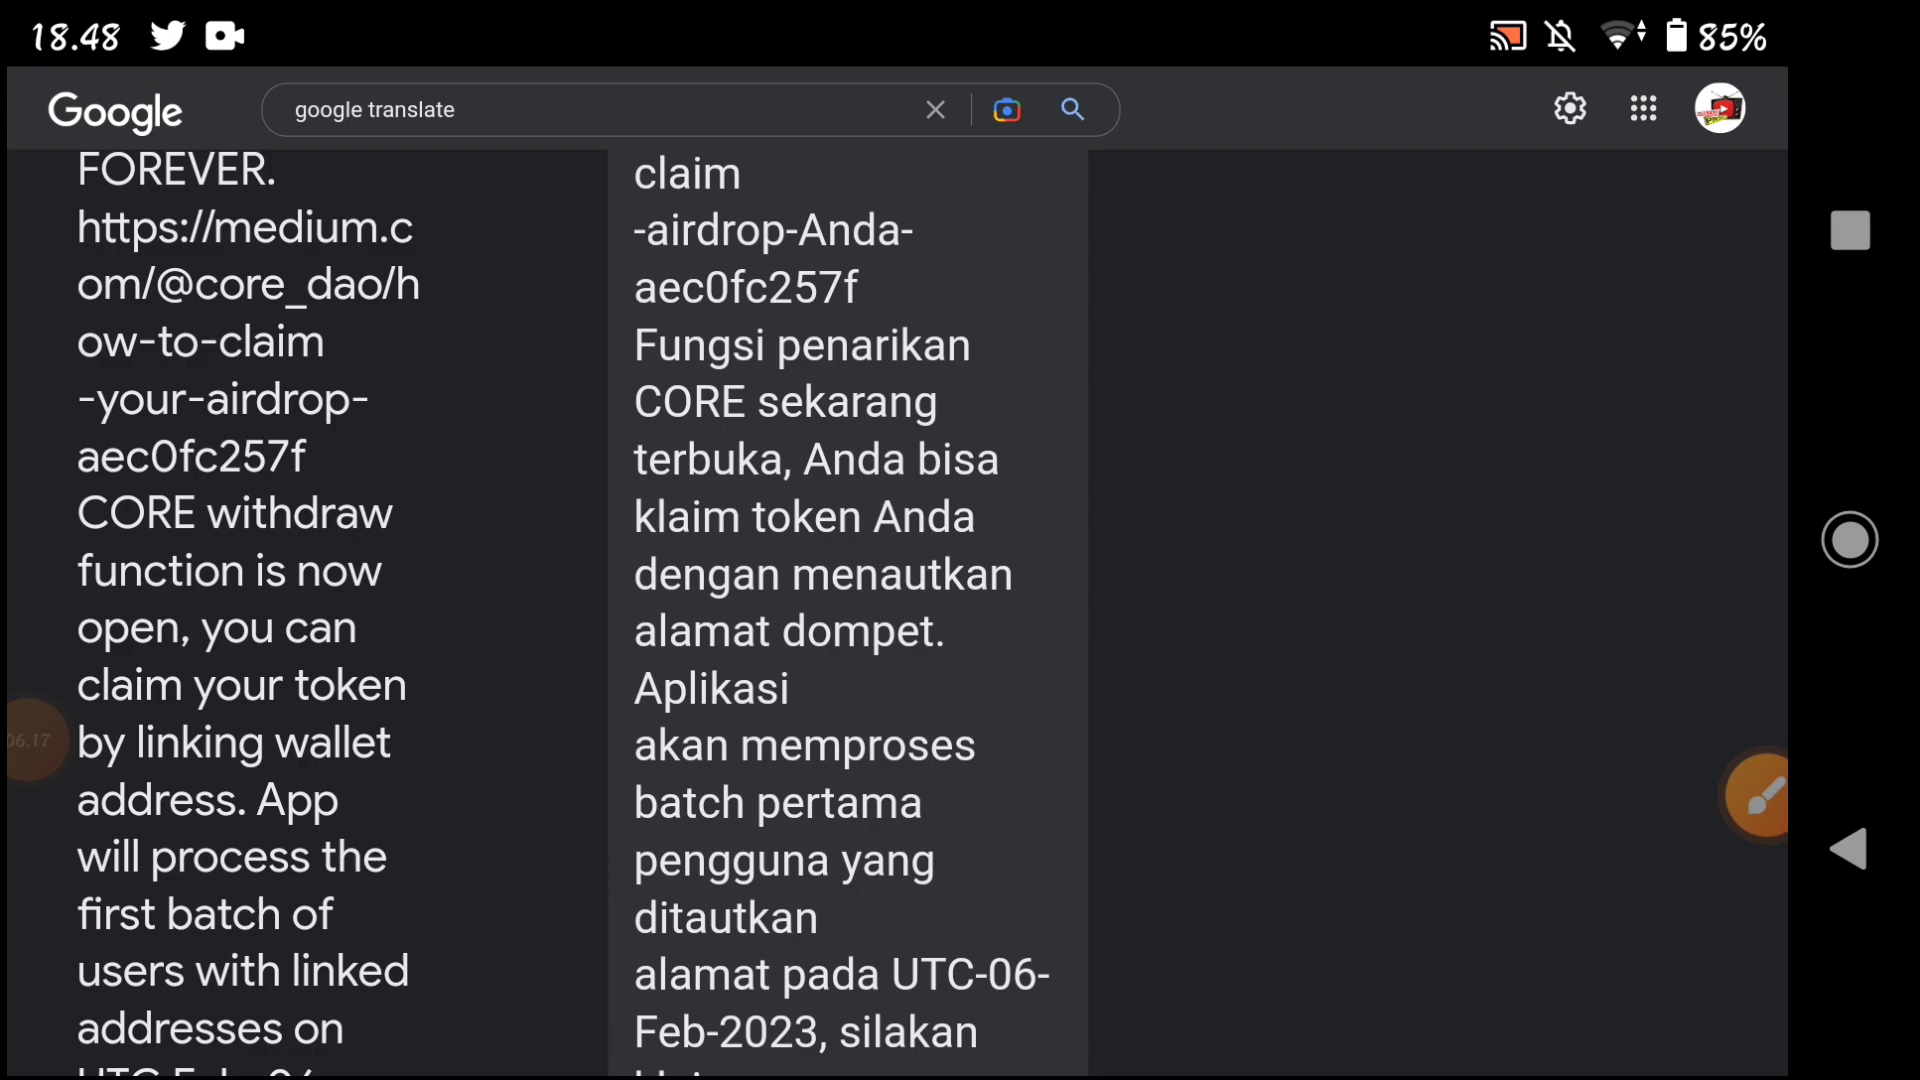 18.48
85%
Google
google translate
FOREVER.
https://medium.c
om/@core_dao/h
ow-to-claim
-your-airdrop-
aec0fc257f
CORE withdraw
function is now
open, you can
claim your token
by linking wallet
address. App
will process the
first batch of
users with linked
addresses on
claim
-airdrop-Anda-
aec0fc257f
Fungsi penarikan
CORE sekarang
terbuka, Anda bisa
klaim token Anda
dengan menautkan
alamat dompet.
Aplikasi
akan memproses
batch pertama
pengguna yang
ditautkan
alamat pada UTC-06-
Feb-2023, silakan
06.17